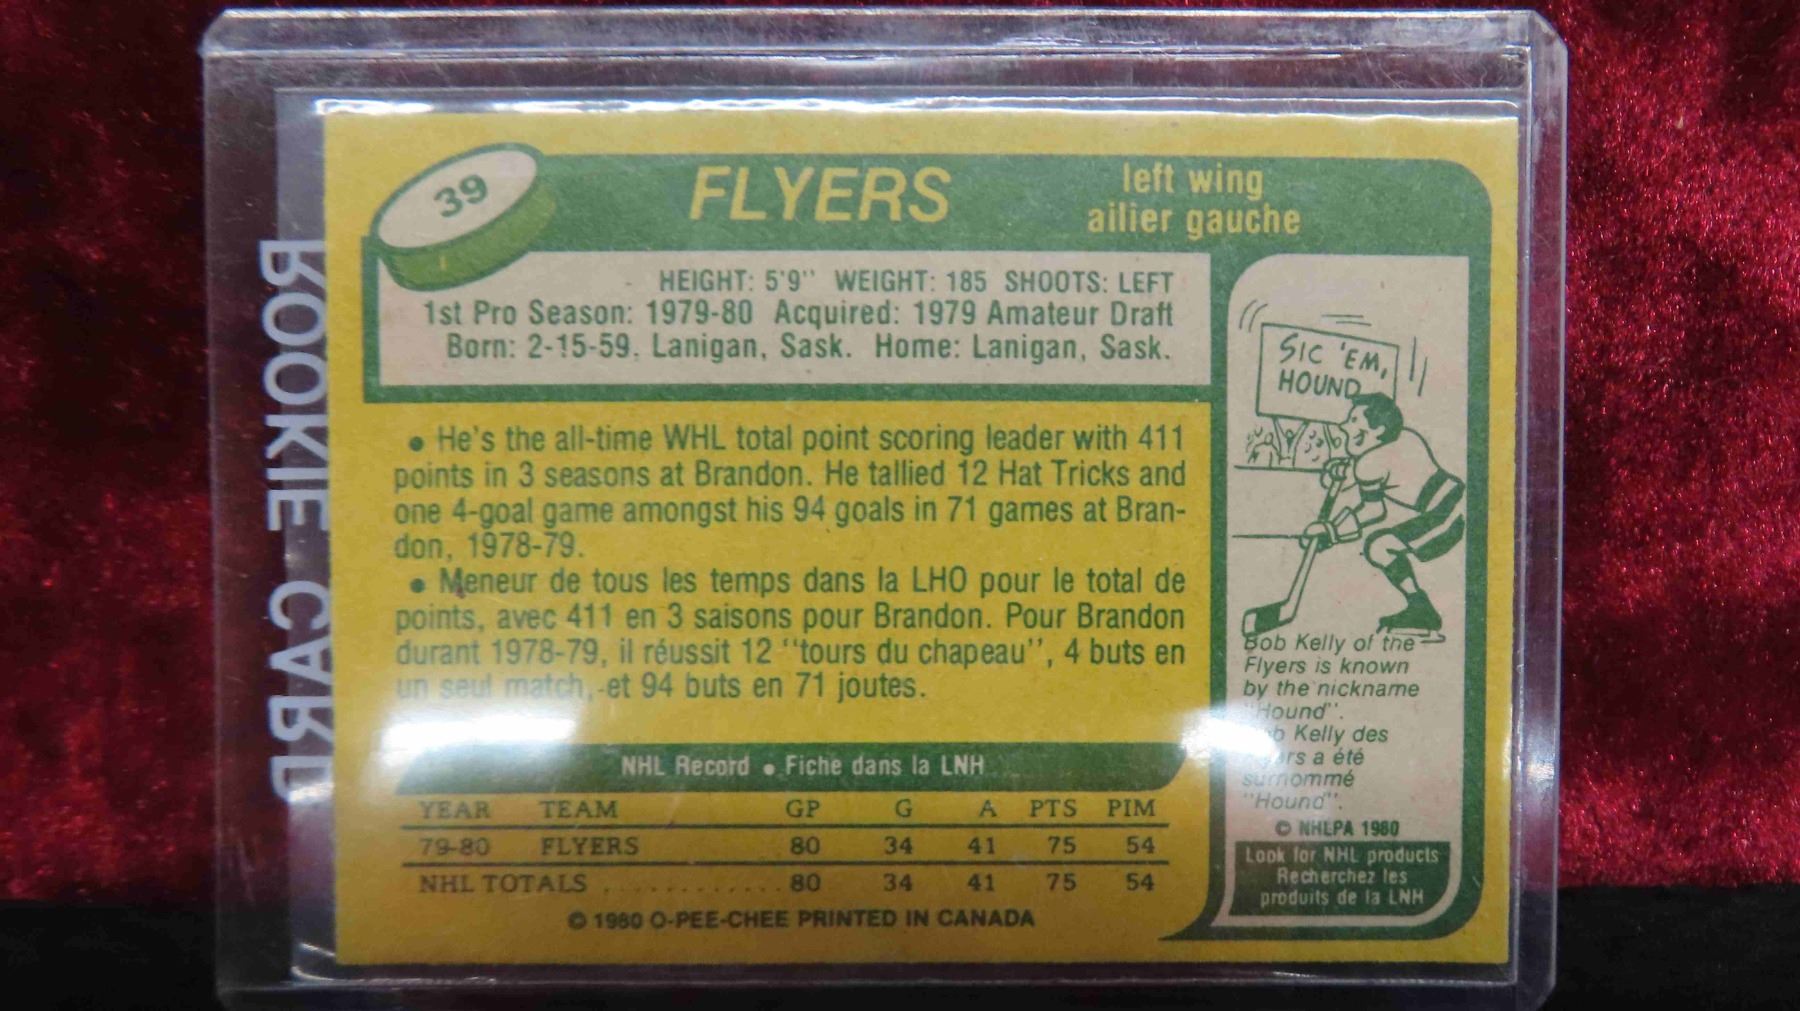 39
FLYERS
left wing
ailier gauche
HEIGHT: 5'9" WEIGHT: 185 SHOOTS: LEFT
1st Pro Season: 1979-80 Acquired: 1979 Amateur Draft
Born: 2-15-59. Lanigan, Sask. Home: Lanigan, Sask.
• He's the all-time WHL total point scoring leader with 411
points in 3 seasons at Brandon. He tallied 12 Hat Tricks and
one 4-goal game amongst his 94 goals in 71 games at Bran-
don, 1978-79.
• Meneur de tous les temps dans la LHO pour le total de
points, avec 411 en 3 saisons pour Brandon. Pour Brandon
durant 1978-79, il réussit 12 "tours du chapeau", 4 buts en
un seul match, et 94 buts en 71 joutes.
NHL Record • Fiche dans la LNH
YEAR TEAM GP G A PTS PIM
79-80 FLYERS 80 34 41 75 54
NHL TOTALS ............ 80 34 41 75 54
© 1980 O-PEE-CHEE PRINTED IN CANADA
SIC 'EM,
HOUND
Bob Kelly of the
Flyers is known
by the nickname
"Hound".
Kelly des
a été
surnommé
"Hound".
© NHLPA 1980
Look for NHL products
Recherchez les
produits de la LNH
ROOKIE CARD